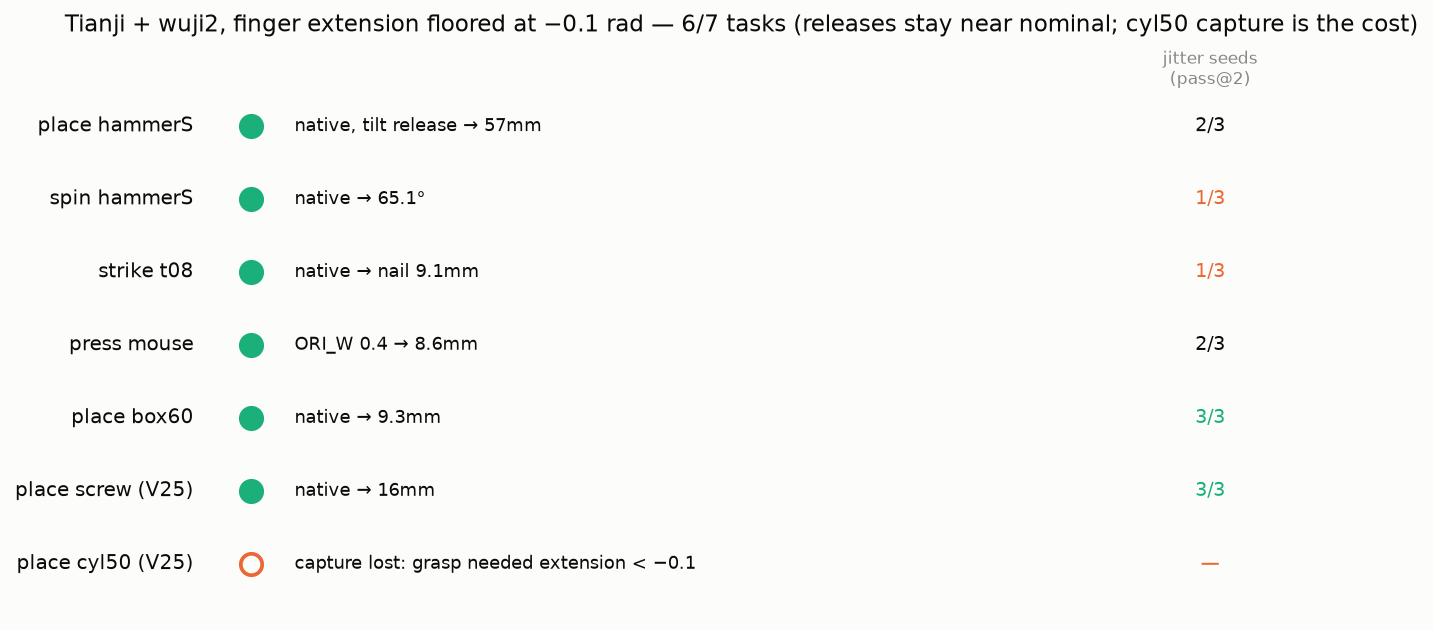 Tianji + wuji2, finger extension floored at −0.1 rad — 6/7 tasks (releases stay near nominal; cyl50 capture is the cost)
jitter seeds
(pass@2)
place hammerS native, tilt release → 57mm 2/3
spin hammerS native → 65.1° 1/3
strike t08 native → nail 9.1mm 1/3
press mouse ORI_W 0.4 → 8.6mm 2/3
place box60 native → 9.3mm 3/3
place screw (V25) native → 16mm 3/3
place cyl50 (V25) capture lost: grasp needed extension < −0.1 —